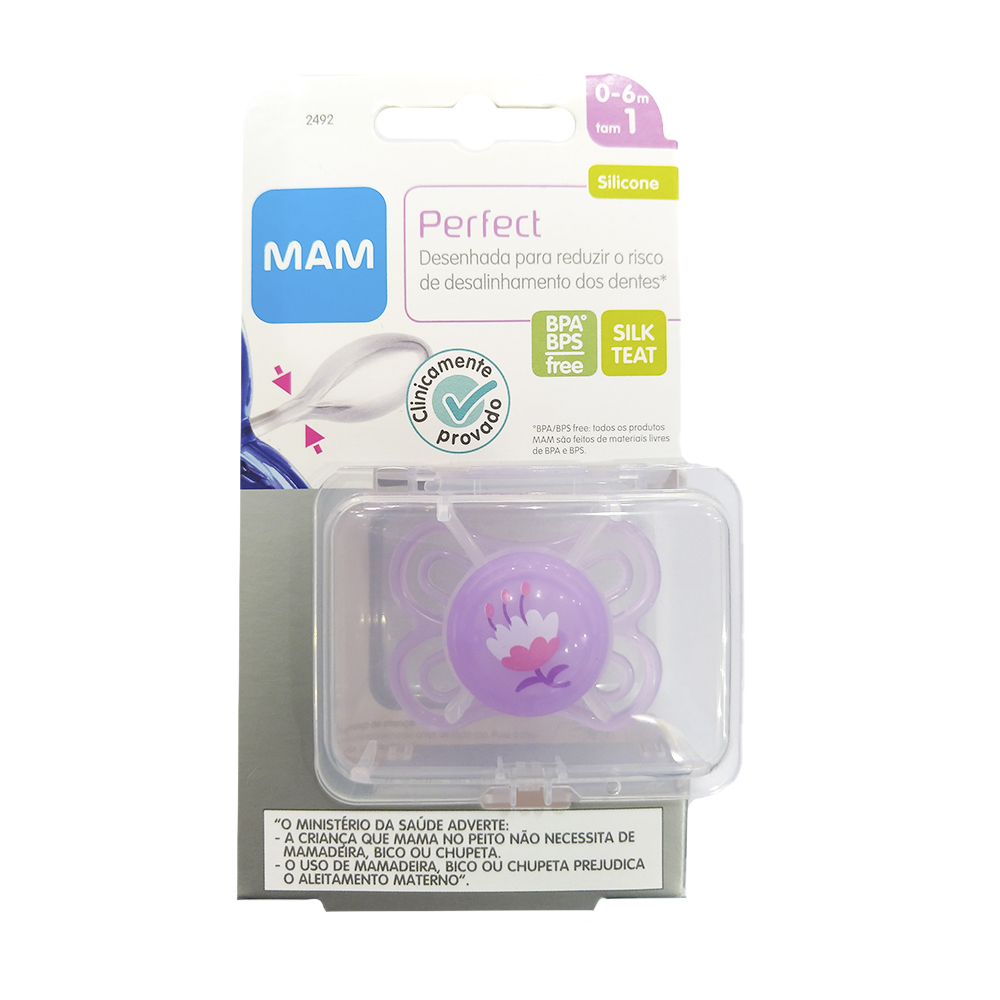 2492
0-6m
tam 1
Silicone
MAM
Perfect
Desenhada para reduzir o risco
de desalinhamento dos dentes*
BPA°
BPS
free
SILK
TEAT
Clinicamente
provado
*BPA/BPS free: todos os produtos
MAM são feitos de materiais livres
de BPA e BPS.
"O MINISTÉRIO DA SAÚDE ADVERTE:
- A CRIANÇA QUE MAMA NO PEITO NÃO NECESSITA DE
MAMADEIRA, BICO OU CHUPETA.
- O USO DE MAMADEIRA, BICO OU CHUPETA PREJUDICA
O ALEITAMENTO MATERNO".